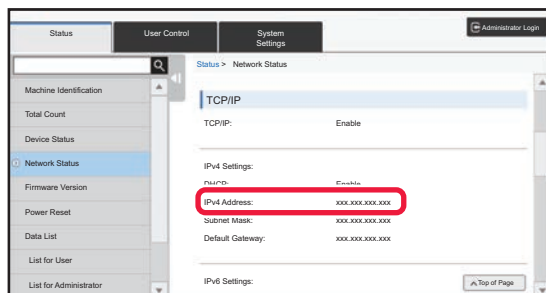 Status
User Control
System
Settings
Administrator Login
Status > Network Status
Machine Identification
Total Count
Device Status
Network Status
Firmware Version
Power Reset
Data List
List for User
List for Administrator
TCP/IP
TCP/IP: Enable
IPv4 Settings:
DHCP: Enable
IPv4 Address: xxx.xxx.xxx.xxx
Subnet Mask: xxx.xxx.xxx.xxx
Default Gateway: xxx.xxx.xxx.xxx
IPv6 Settings:
Top of Page